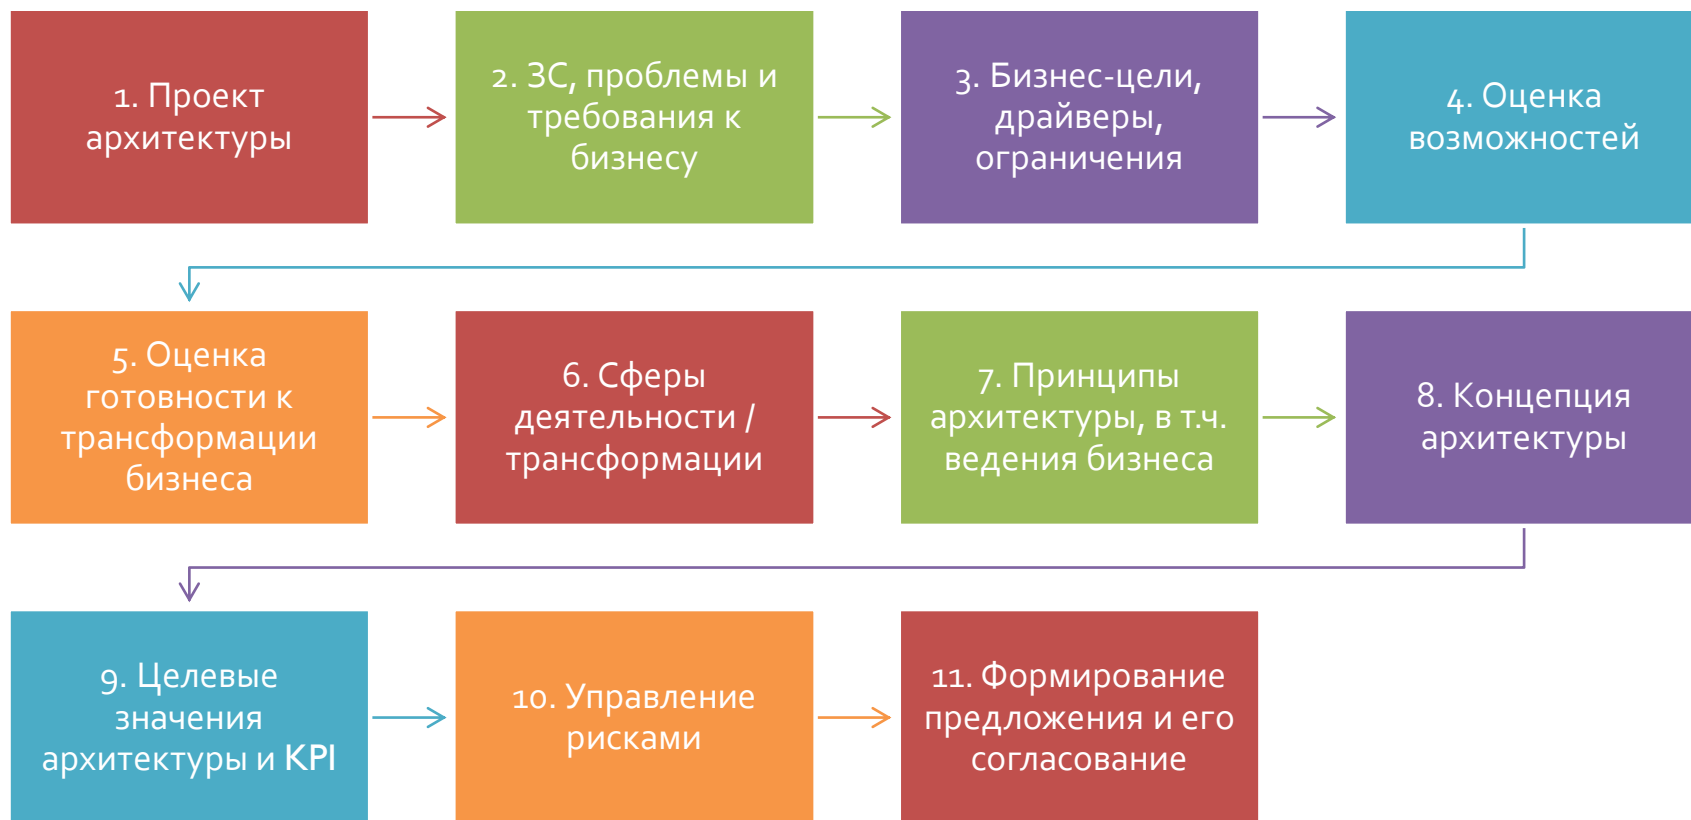 1. Проект
архитектуры
2. ЗС, проблемы и
требования к
бизнесу
3. Бизнес-цели,
драйверы,
ограничения
4. Оценка
возможностей
5. Оценка
готовности к
трансформации
бизнеса
6. Сферы
деятельности /
трансформации
7. Принципы
архитектуры, в т.ч.
ведения бизнеса
8. Концепция
архитектуры
9. Целевые
значения
архитектуры и KPI
10. Управление
рисками
11. Формирование
предложения и его
согласование